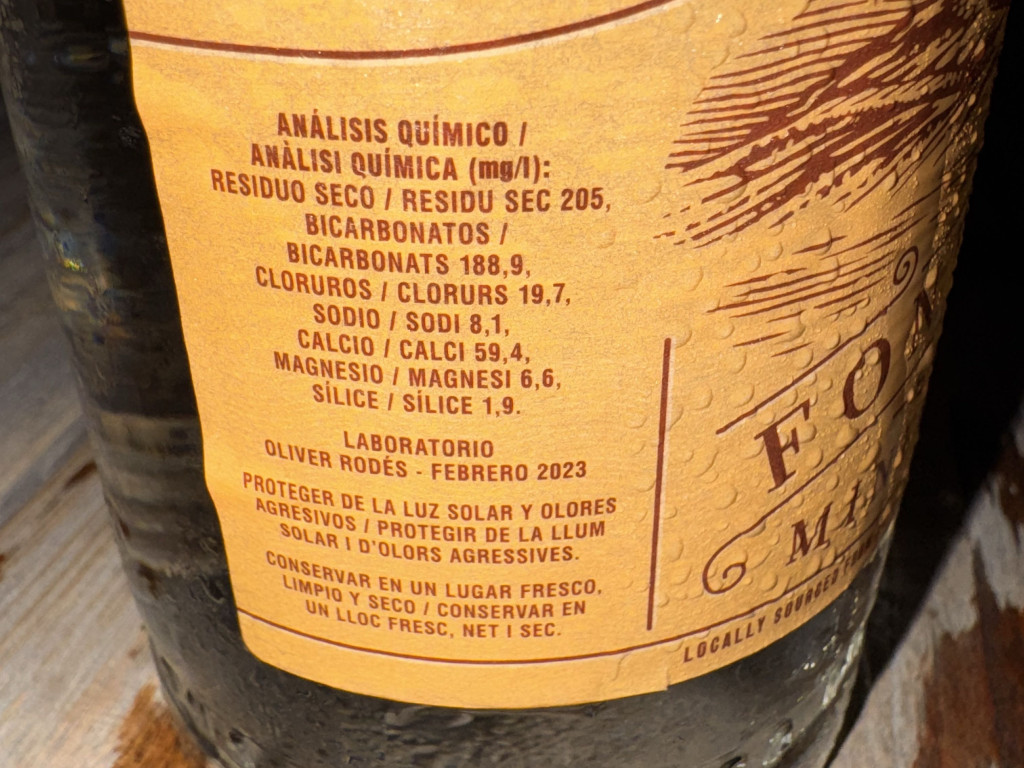 ANÁLISIS QUÍMICO /
ANÀLISI QUÍMICA (mg/l):
RESIDUO SECO / RESIDU SEC 205,
BICARBONATOS /
BICARBONATS 188,9,
CLORUROS / CLORURS 19,7,
SODIO / SODI 8,1,
CALCIO / CALCI 59,4,
MAGNESIO / MAGNESI 6,6,
SÍLICE / SÍLICE 1,9.
LABORATORIO
OLIVER RODÉS - FEBRERO 2023
PROTEGER DE LA LUZ SOLAR Y OLORES
AGRESIVOS / PROTEGIR DE LA LLUM
SOLAR I D'OLORS AGRESSIVES.
CONSERVAR EN UN LUGAR FRESCO,
LIMPIO Y SECO / CONSERVAR EN
UN LLOC FRESC, NET I SEC.
LOCALLY SOURCED